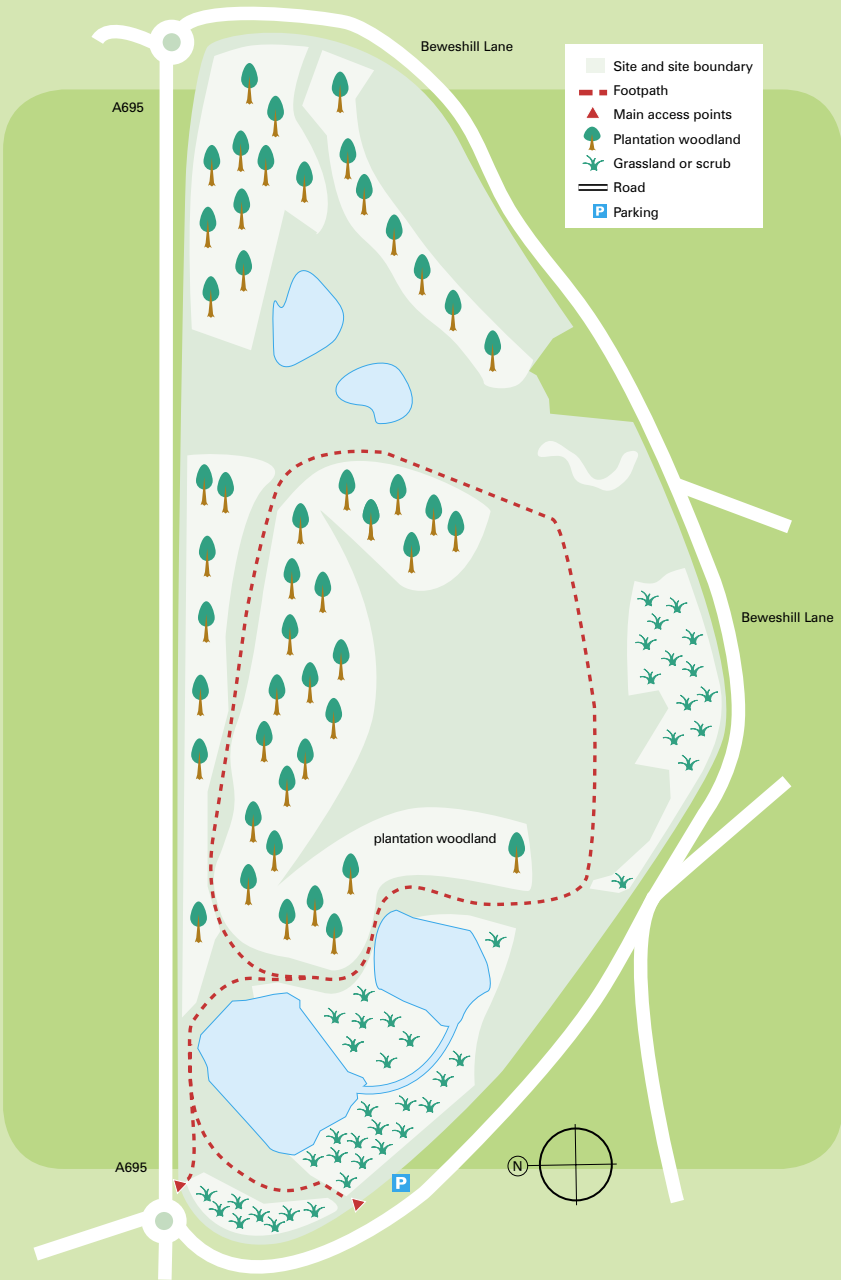 Beweshill Lane
A695
Site and site boundary
Footpath
Main access points
Plantation woodland
Grassland or scrub
Road
P Parking
Beweshill Lane
plantation woodland
A695
P
N